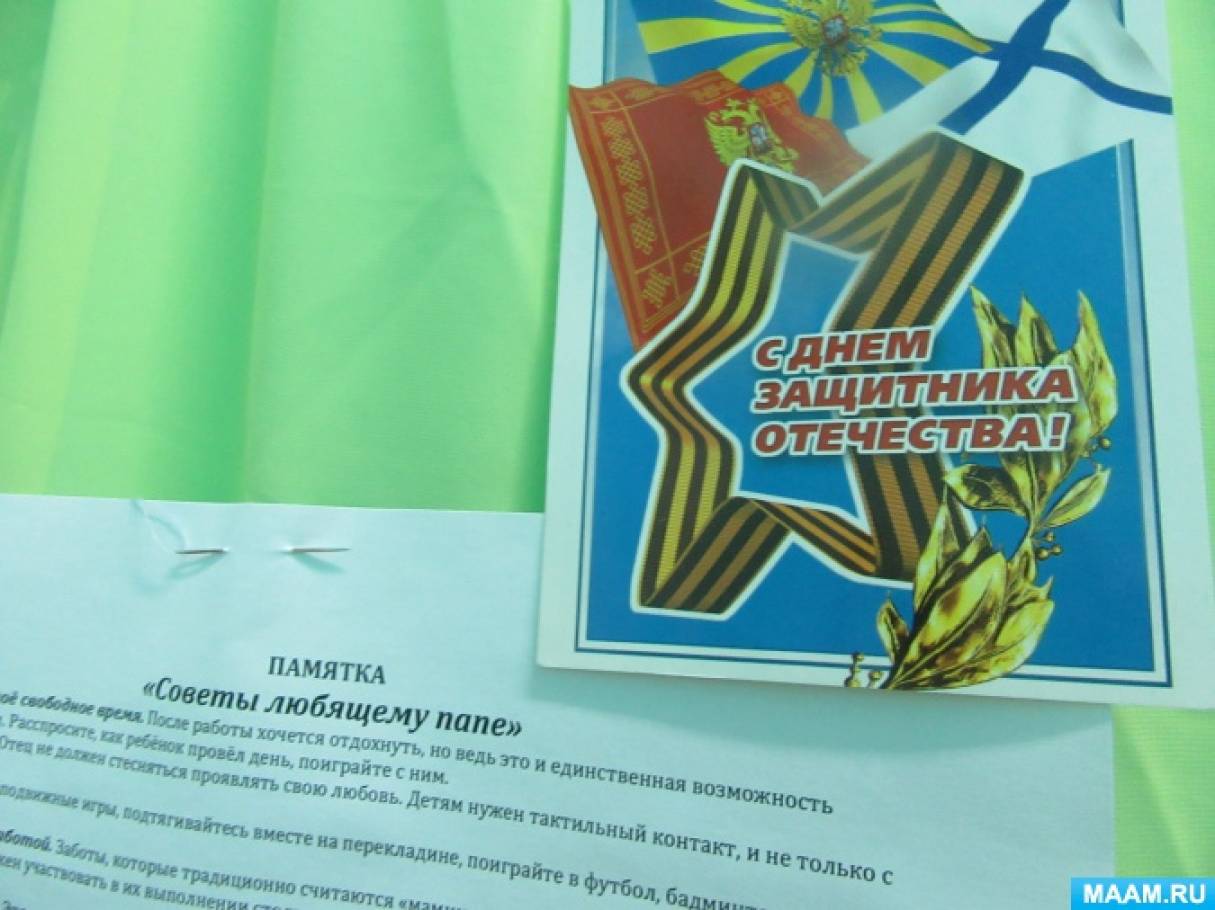 С ДНЕМ
ЗАЩИТНИКА
ОТЕЧЕСТВА!
ПАМЯТКА
«Советы любящему папе»
свободное время. После работы хочется отдохнуть, но ведь это и единственная возможность
Расспросите, как ребёнок провёл день, поиграйте с ним.
Отец не должен стесняться проявлять свою любовь. Детям нужен тактильный контакт, и не только с
подвижные игры, подтягивайтесь вместе на перекладине, поиграйте в футбол,
Заботы, которые традиционно считаются
участвовать в их выполнении
MAAM.RU